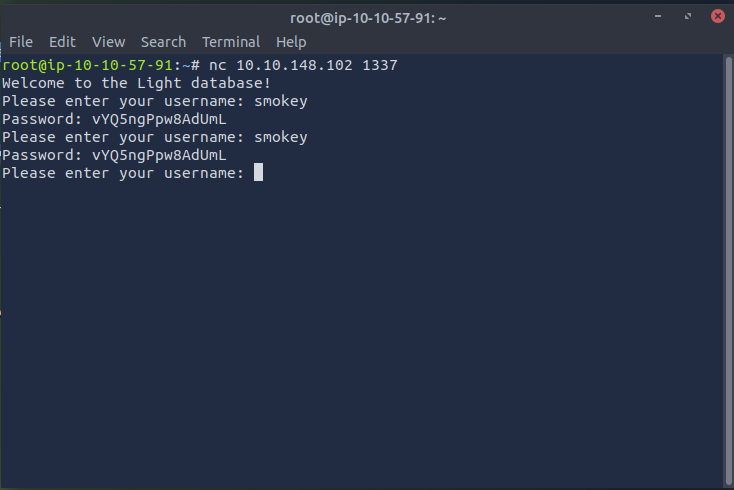 root@ip-10-10-57-91: ~
File Edit View Search Terminal Help
root@ip-10-10-57-91:~# nc 10.10.148.102 1337
Welcome to the Light database!
Please enter your username: smokey
Password: vYQ5ngPpw8AdUmL
Please enter your username: smokey
Password: vYQ5ngPpw8AdUmL
Please enter your username: